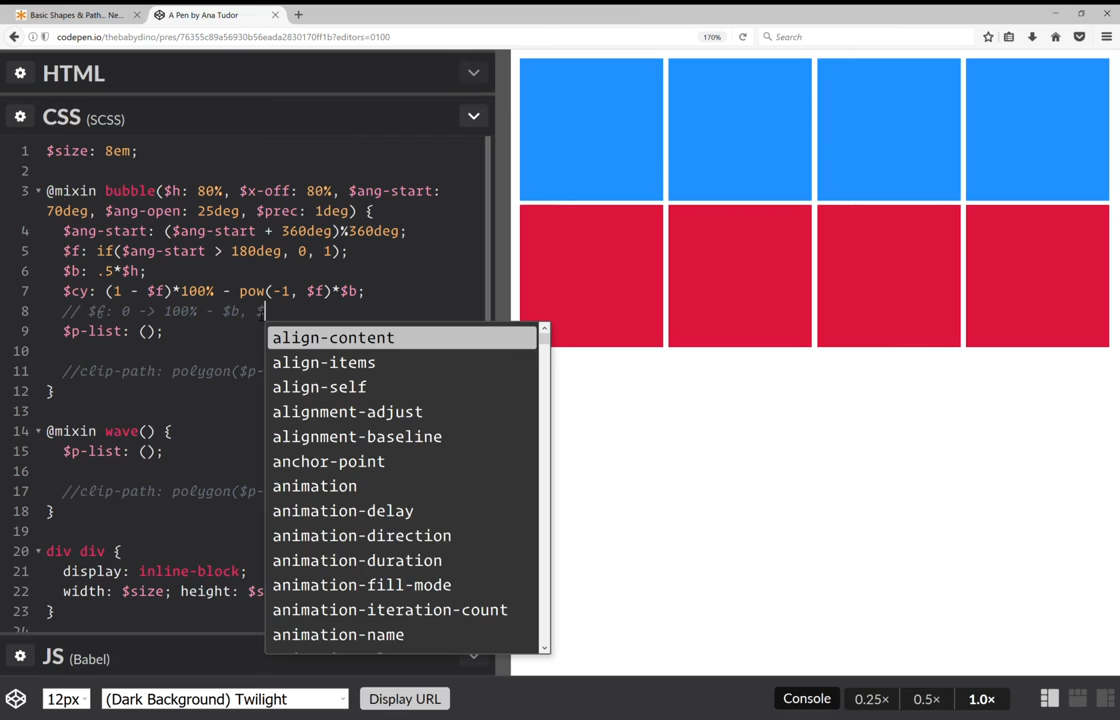 Basic Shapes & Path... Ne...
A Pen by Ana Tudor
codepen.io/thebabydino/pres/76355c89a56930b56eada2830170ff1b?editors=0100
170%
Search
HTML
CSS (SCSS)
1 $size: 8em;
2
3 @mixin bubble($h: 80%, $x-off: 80%, $ang-start:
70deg, $ang-open: 25deg, $prec: 1deg) {
4 $ang-start: ($ang-start + 360deg)%360deg;
5 $f: if($ang-start > 180deg, 0, 1);
6 $b: .5*$h;
7 $cy: (1 - $f)*100% - pow(-1, $f)*$b;
8 // $f: 0 -> 100% - $b, $
9 $p-list: ();
10
11 //clip-path: polygon($p-
12 }
13
14 @mixin wave() {
15 $p-list: ();
16
17 //clip-path: polygon($p-
18 }
19
20 div div {
21 display: inline-block;
22 width: $size; height: $s
23 }
24
align-content
align-items
align-self
alignment-adjust
alignment-baseline
anchor-point
animation
animation-delay
animation-direction
animation-duration
animation-fill-mode
animation-iteration-count
animation-name
JS (Babel)
12px
(Dark Background) Twilight
Display URL
Console
0.25x
0.5x
1.0x